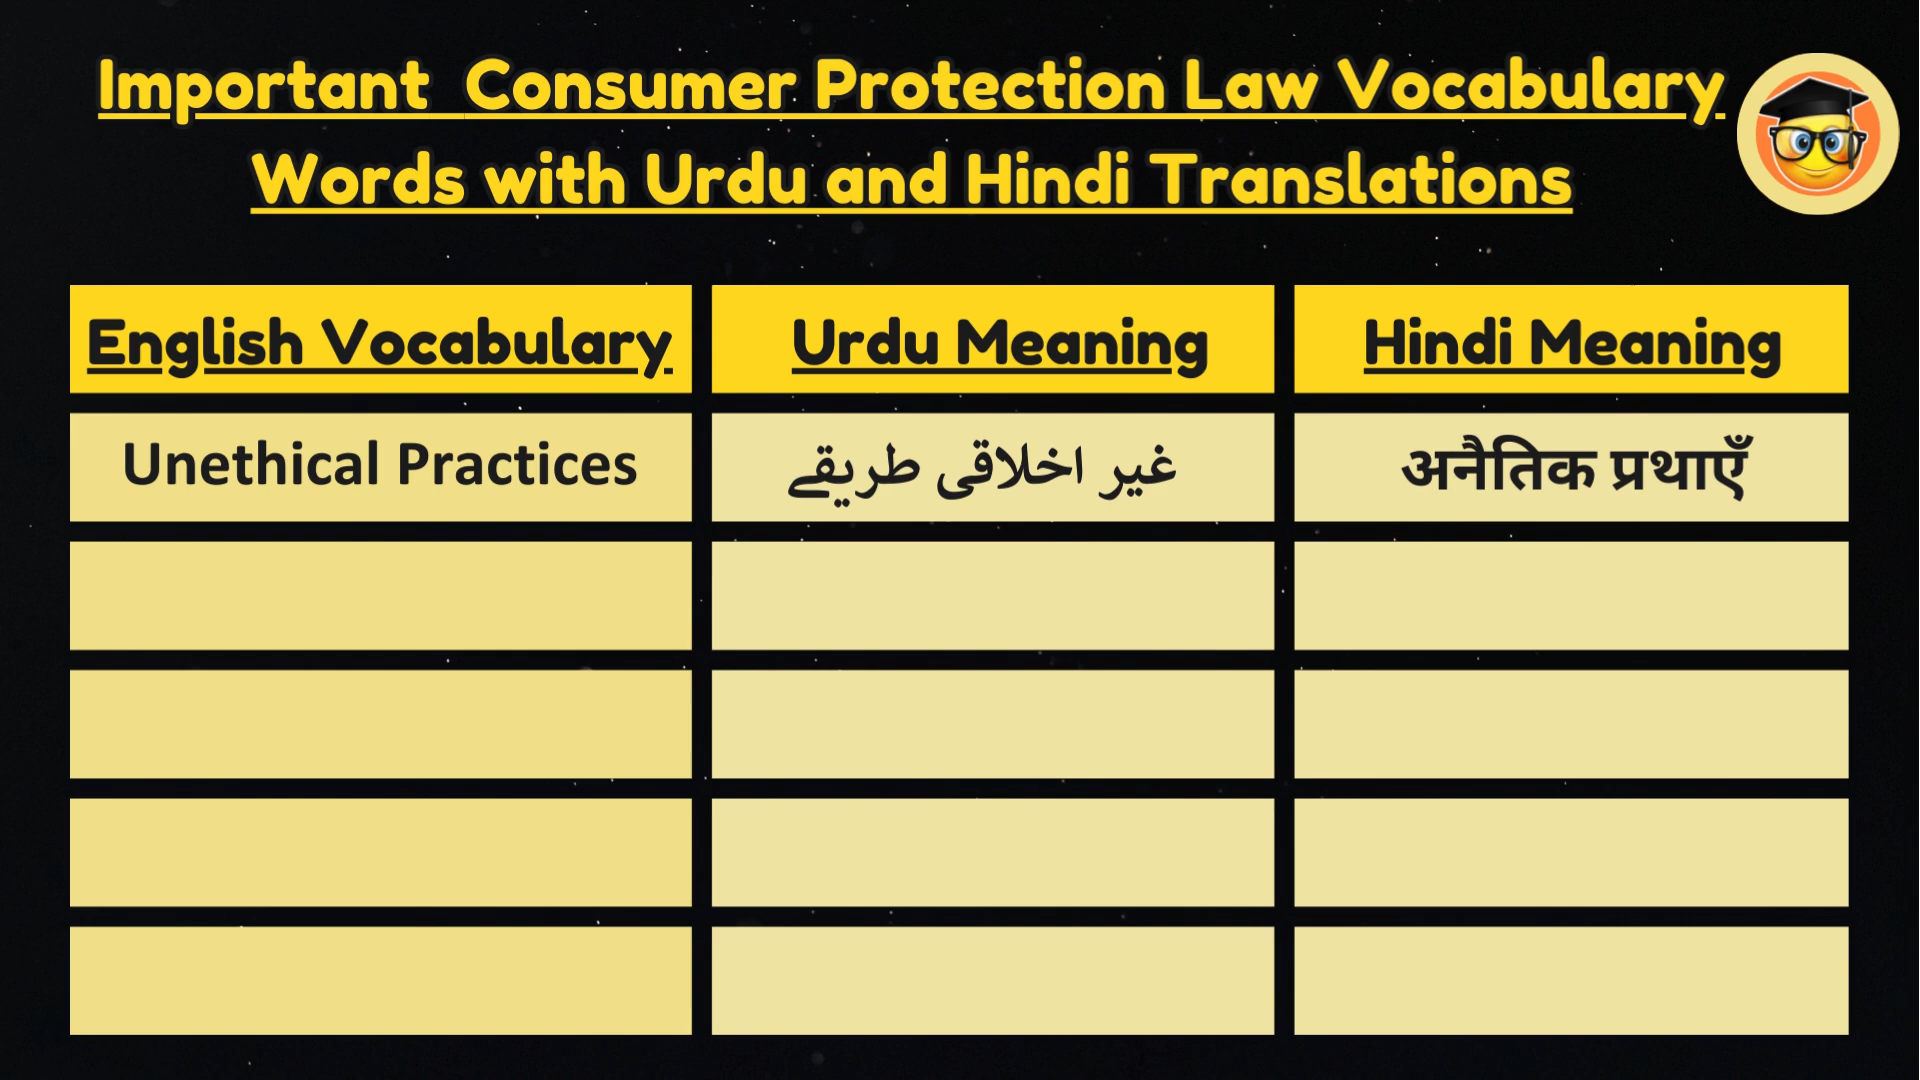 Important Consumer Protection Law Vocabulary
Words with Urdu and Hindi Translations
English Vocabulary
Urdu Meaning
Hindi Meaning
Unethical Practices
غیر اخلاقی طریقے
अनैतिक प्रथाएँ